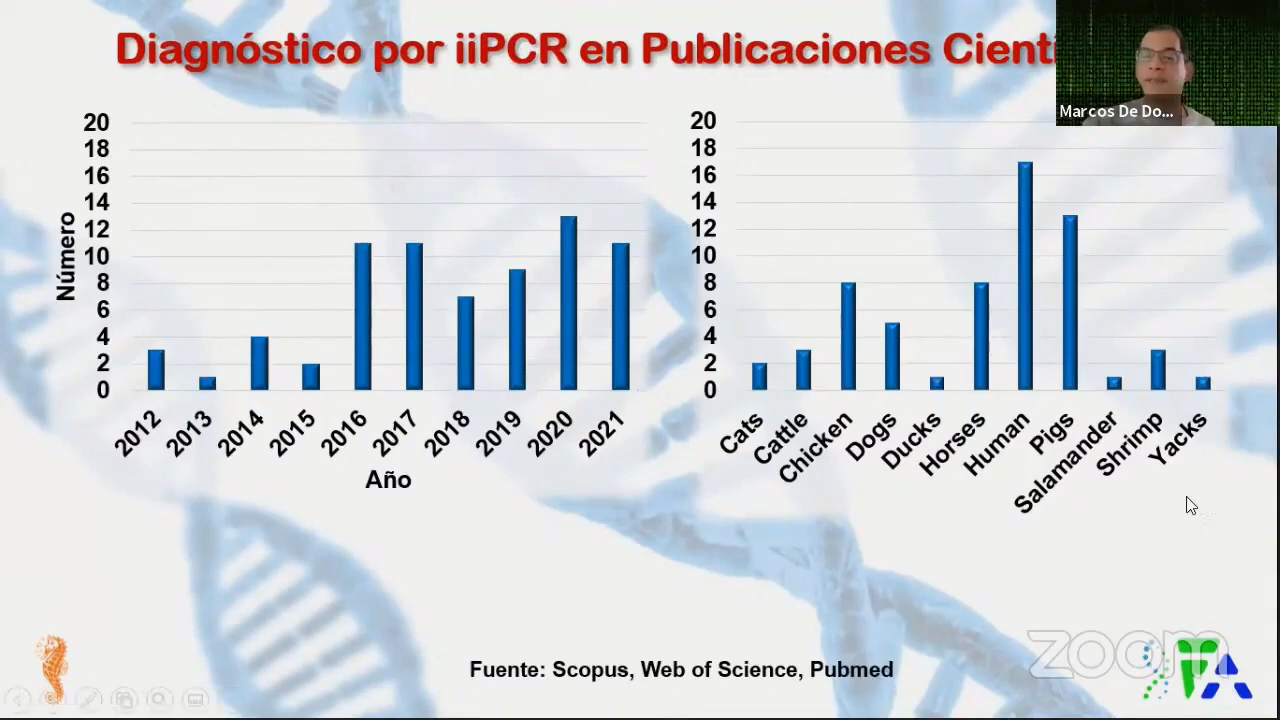 Diagnóstico por iiPCR en Publicaciones Cientí
Marcos De Do...
20
18
16
14
12
10
8
6
4
2
0
Número
2012
2013
2014
2015
2016
2017
2018
2019
2020
2021
Año
20
18
16
14
12
10
8
6
4
2
0
Cats
Cattle
Chicken
Dogs
Ducks
Horses
Human
Pigs
Salamander
Shrimp
Yacks
Fuente: Scopus, Web of Science, Pubmed
zoom